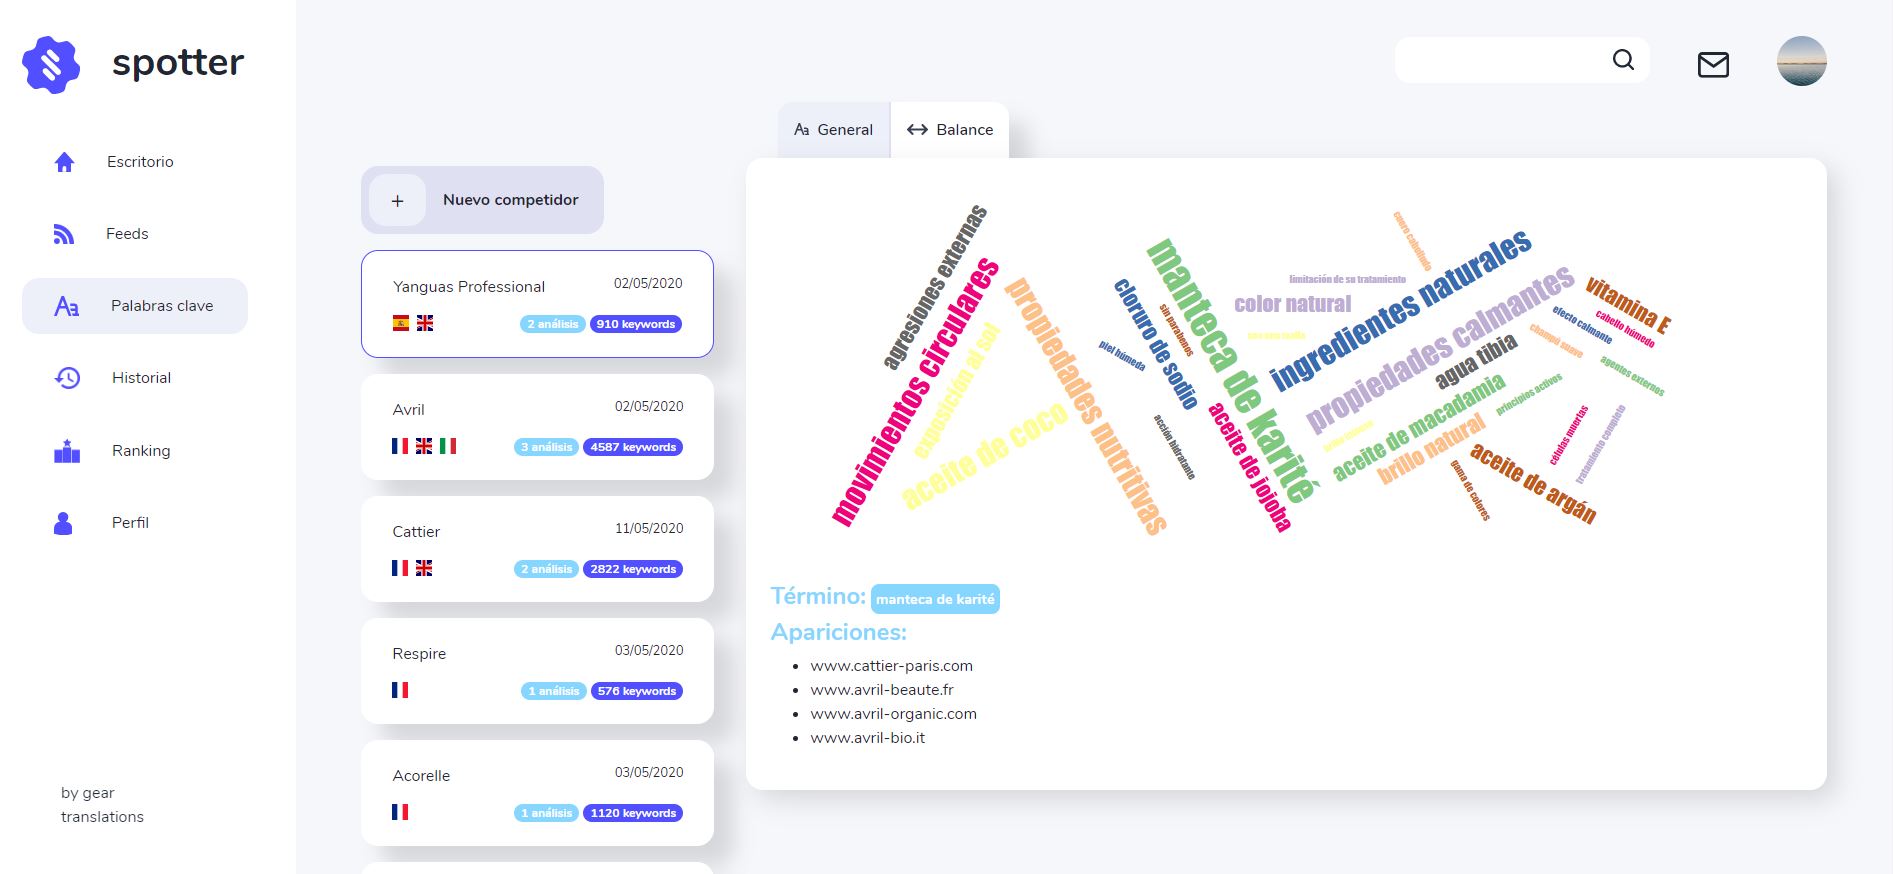 spotter
Escritorio
Feeds
Palabras clave
Historial
Ranking
Perfil
by gear
translations
General
Balance
+ Nuevo competidor
Yanguas Professional 02/05/2020
2 análisis 910 keywords
Avril 02/05/2020
3 análisis 4587 keywords
Cattier 11/05/2020
2 análisis 2822 keywords
Respire 03/05/2020
1 análisis 576 keywords
Acorelle 03/05/2020
1 análisis 1120 keywords
agresiones externas
movimientos circulares
exposición al sol
aceite de coco
propiedades nutritivas
cloruro de sodio
sin parabenos
piel húmeda
acción hidratante
manteca de karité
aceite de jojoba
limitación de su tratamiento
color natural
cuero cabelludo
ingredientes naturales
propiedades calmantes
agua tibia
aceite de macadamia
brillo natural
principios activos
vitamina E
efecto calmante
cabello húmedo
champú suave
agentes externos
células muertas
tratamiento completo
gama de colores
aceite de argán
Término: manteca de karité
Apariciones:
www.cattier-paris.com
www.avril-beaute.fr
www.avril-organic.com
www.avril-bio.it